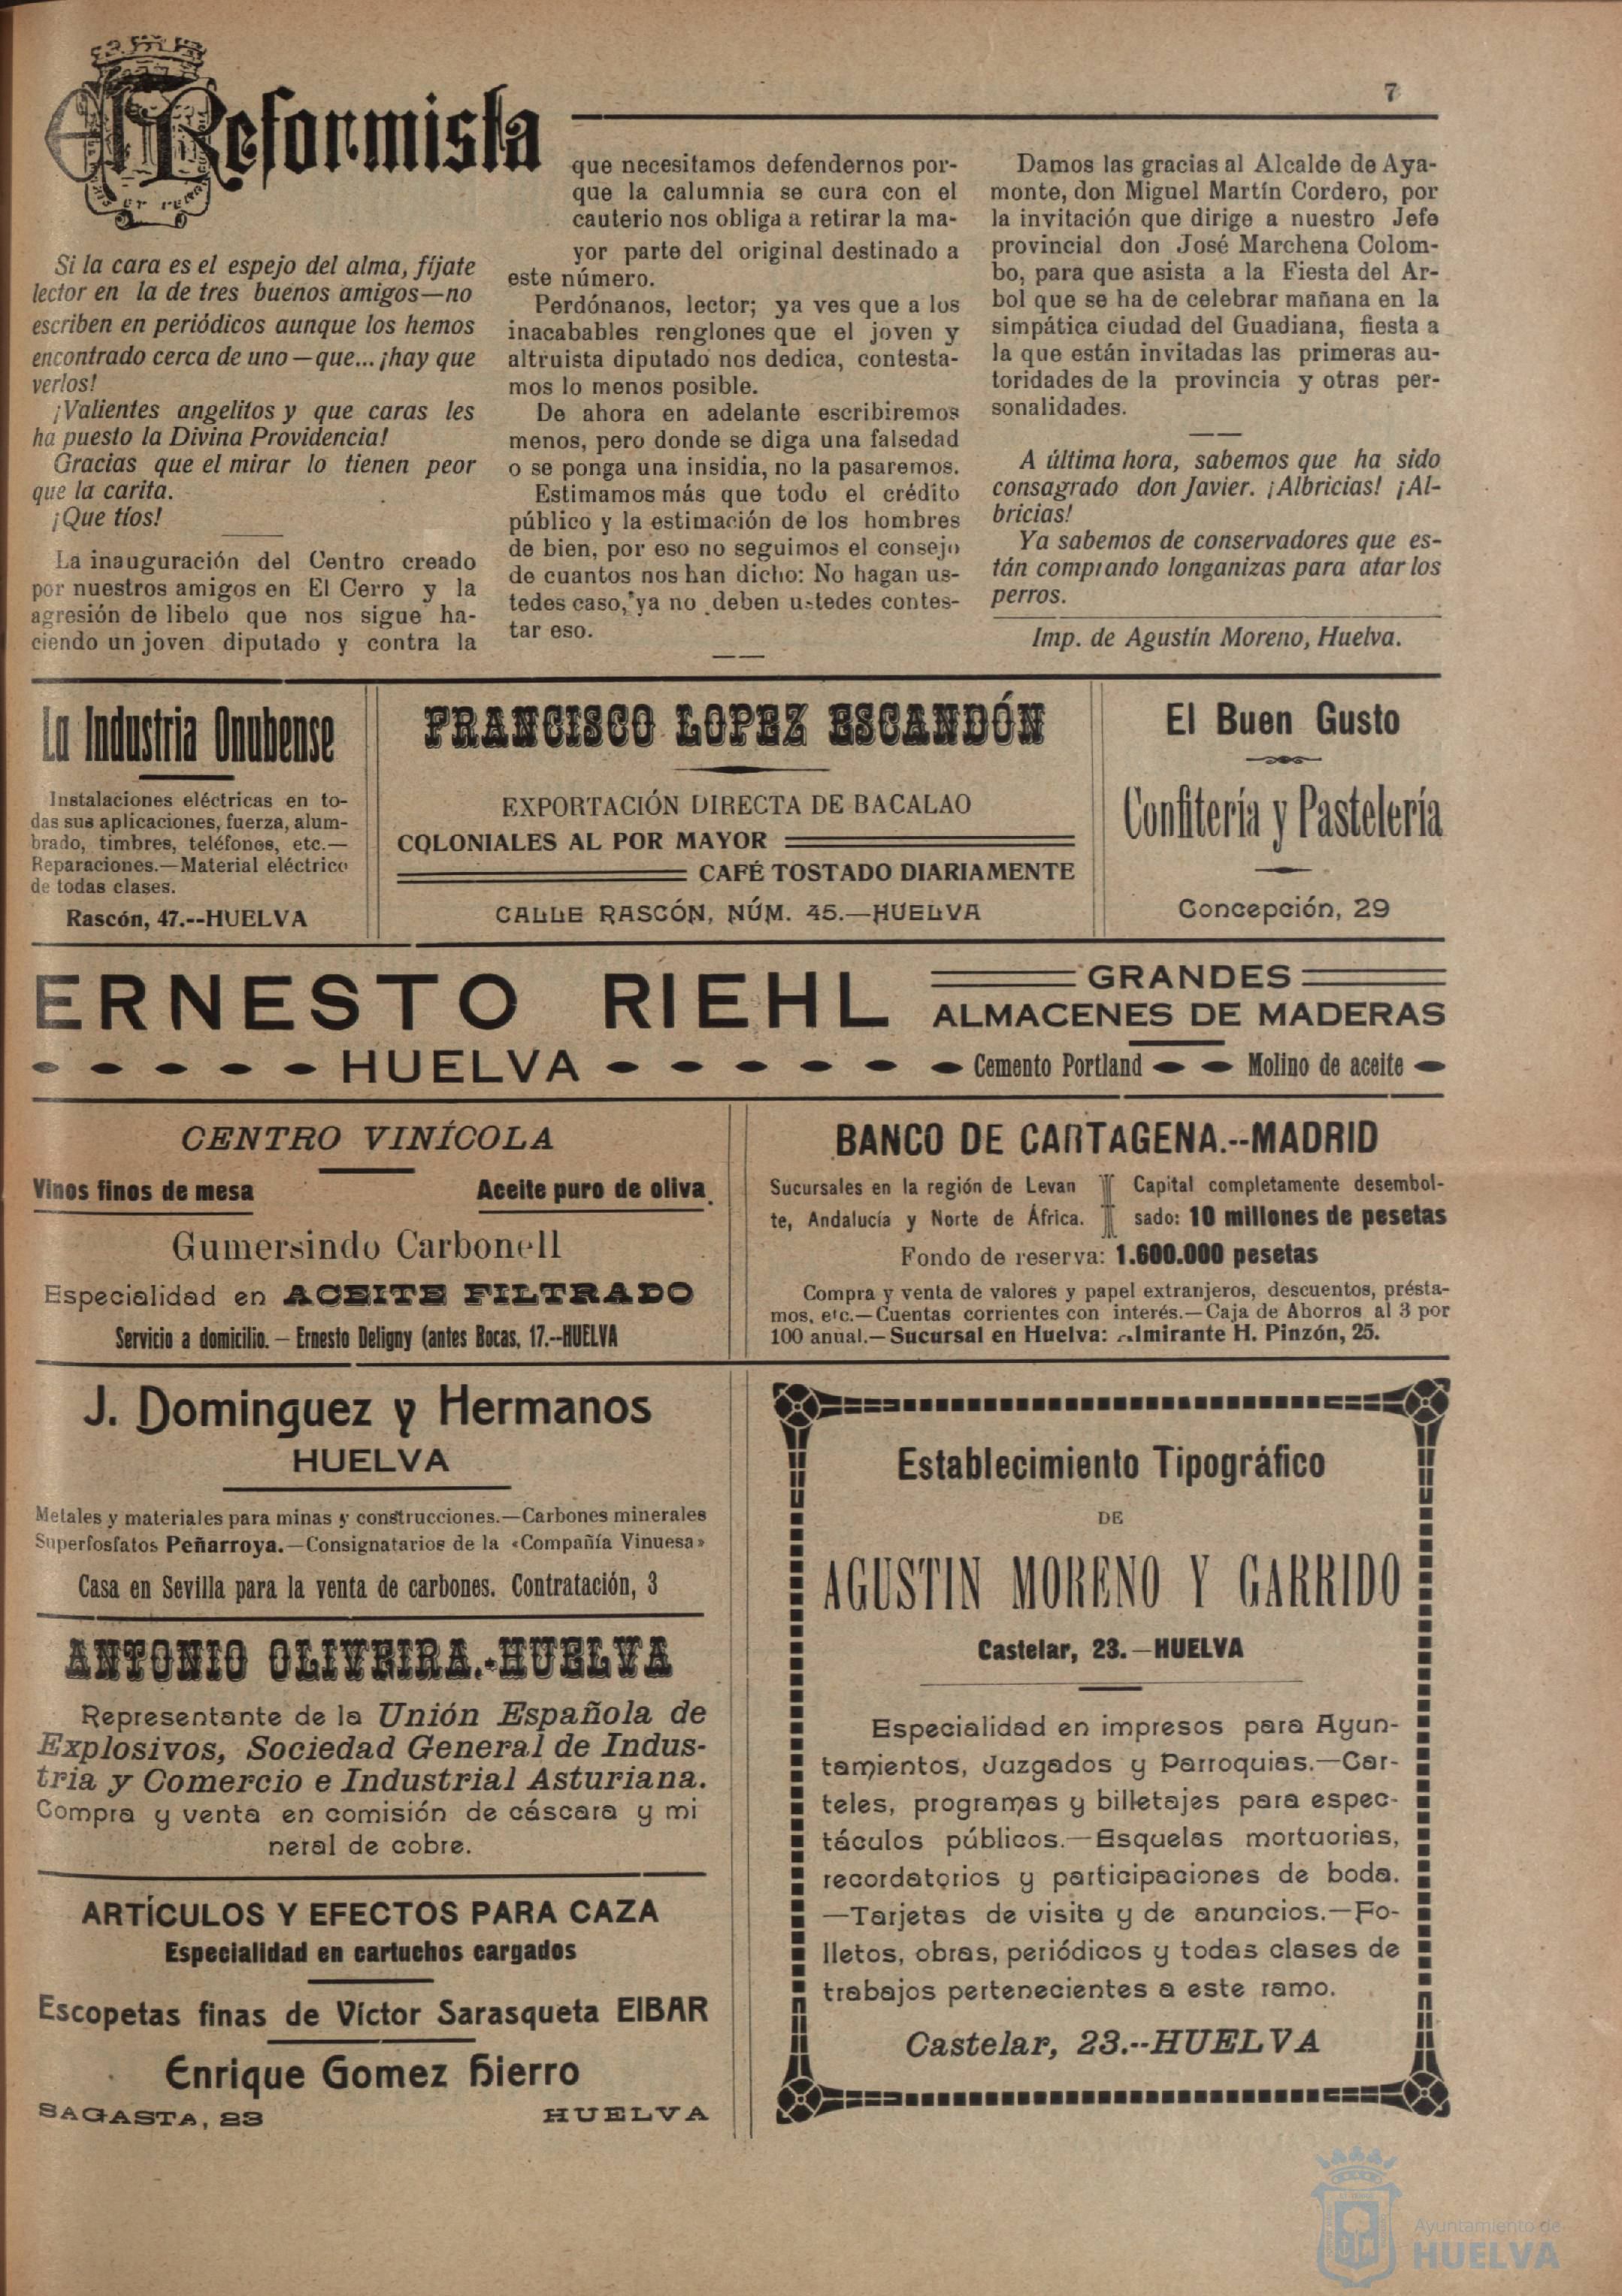 7
El Reformista
Si la cara es el espejo del alma, fíjate
lector en la de tres buenos amigos—no
escriben en periódicos aunque los hemos
encontrado cerca de uno—que... ¡hay que
verlos!
¡Valientes angelitos y que caras les
ha puesto la Divina Providencia!
Gracias que el mirar lo tienen peor
que la carita.
¡Que tíos!
La inauguración del Centro creado
por nuestros amigos en El Cerro y la
agresión de libelo que nos sigue ha-
ciendo un joven diputado y contra la
que necesitamos defendernos por-
que la calumnia se cura con el
cauterio nos obliga a retirar la ma-
yor parte del original destinado a
este número.
Perdónanos, lector; ya ves que a los
inacabables renglones que el joven y
altruista diputado nos dedica, contesta-
mos lo menos posible.
De ahora en adelante escribiremos
menos, pero donde se diga una falsedad
o se ponga una insidia, no la pasaremos.
Estimamos más que todo el crédito
público y la estimación de los hombres
de bien, por eso no seguimos el consejo
de cuantos nos han dicho: No hagan us-
tedes caso, ya no deben ustedes contes-
tar eso.
Damos las gracias al Alcalde de Aya-
monte, don Miguel Martín Cordero, por
la invitación que dirige a nuestro Jefe
provincial don José Marchena Colom-
bo, para que asista a la Fiesta del Ar-
bol que se ha de celebrar mañana en la
simpática ciudad del Guadiana, fiesta a
la que están invitadas las primeras au-
toridades de la provincia y otras per-
sonalidades.
A última hora, sabemos que ha sido
consagrado don Javier. ¡Albricias! ¡Al-
bricias!
Ya sabemos de conservadores que es-
tán comprando longanizas para atar los
perros.
Imp. de Agustín Moreno, Huelva.
La Industria Onubense
Instalaciones eléctricas en to-
das sus aplicaciones, fuerza, alum-
brado, timbres, teléfonos, etc.—
Reparaciones.—Material eléctrico
de todas clases.
Rascón, 47.--HUELVA
FRANCISCO LOPEZ ESCANDÓN
EXPORTACIÓN DIRECTA DE BACALAO
COLONIALES AL POR MAYOR
CAFÉ TOSTADO DIARIAMENTE
CALLE RASCÓN, NÚM. 45.—HUELVA
El Buen Gusto
Confitería y Pastelería
Concepción, 29
ERNESTO RIEHL
HUELVA
GRANDES
ALMACENES DE MADERAS
Cemento Portland
Molino de aceite
CENTRO VINÍCOLA
Vinos finos de mesa Aceite puro de oliva.
Gumersindo Carbonell
Especialidad en ACEITE FILTRADO
Servicio a domicilio. — Ernesto Deligny (antes Bocas, 17.--HUELVA
BANCO DE CARTAGENA.--MADRID
Sucursales en la región de Levan
te, Andalucía y Norte de África.
Capital completamente desembol-
sado: 10 millones de pesetas
Fondo de reserva: 1.600.000 pesetas
Compra y venta de valores y papel extranjeros, descuentos, présta-
mos, etc.—Cuentas corrientes con interés.—Caja de Ahorros al 3 por
100 anual.—Sucursal en Huelva: Almirante H. Pinzón, 25.
J. Dominguez y Hermanos
HUELVA
Metales y materiales para minas y construcciones.—Carbones minerales
Superfosfatos Peñarroya.—Consignatarios de la «Compañía Vinuesa»
Casa en Sevilla para la venta de carbones. Contratación, 3
ANTONIO OLIVEIRA.-HUELVA
Representante de la Unión Española de
Explosivos, Sociedad General de Indus-
tria y Comercio e Industrial Asturiana.
Compra y venta en comisión de cáscara y mi
neral de cobre.
ARTÍCULOS Y EFECTOS PARA CAZA
Especialidad en cartuchos cargados
Escopetas finas de Víctor Sarasqueta EIBAR
Enrique Gomez Hierro
SAGASTA, 23 HUELVA
Establecimiento Tipográfico
DE
AGUSTIN MORENO Y GARRIDO
Castelar, 23.—HUELVA
Especialidad en impresos para Ayun-
tamientos, Juzgados y Parroquias.—Car-
teles, programas y billetajes para espec-
táculos públicos.—Esquelas mortuorias,
recordatorios y participaciones de boda.
—Tarjetas de visita y de anuncios.—Fo-
lletos, obras, periódicos y todas clases de
trabajos pertenecientes a este ramo.
Castelar, 23.--HUELVA
Ayuntamiento de
HUELVA